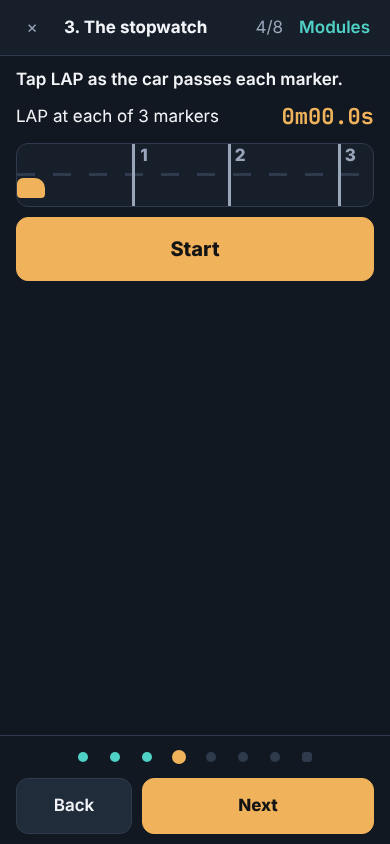 × 3. The stopwatch 4/8 Modules
Tap LAP as the car passes each marker.
LAP at each of 3 markers 0m00.0s
1 2 3
Start
Back Next